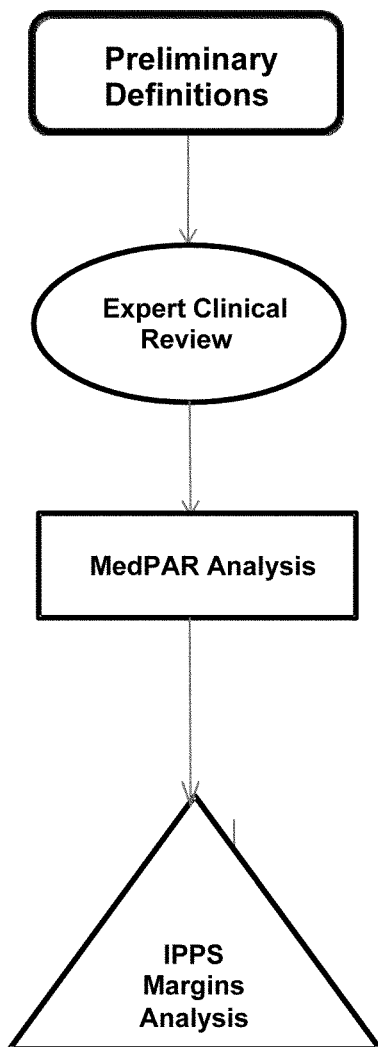 Preliminary
Definitions
Expert Clinical
Review
MedPAR Analysis
IPPS
Margins
Analysis